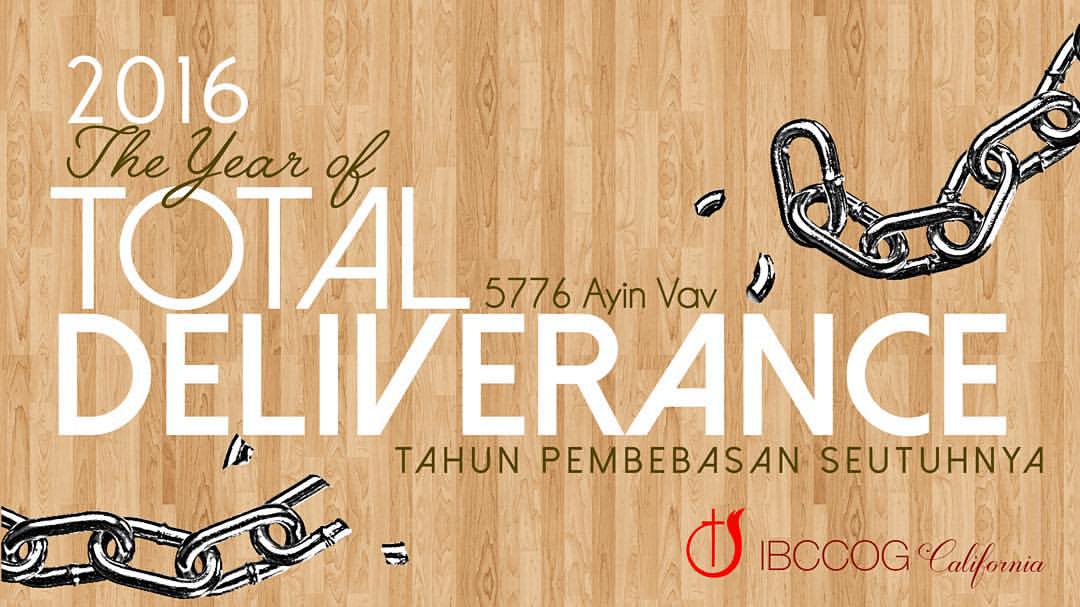 2016
The Year of
TOTAL
5776 Ayin Vav
DELIVERANCE
TAHUN PEMBEBASAN SEUTUHNYA
IBCCOG California